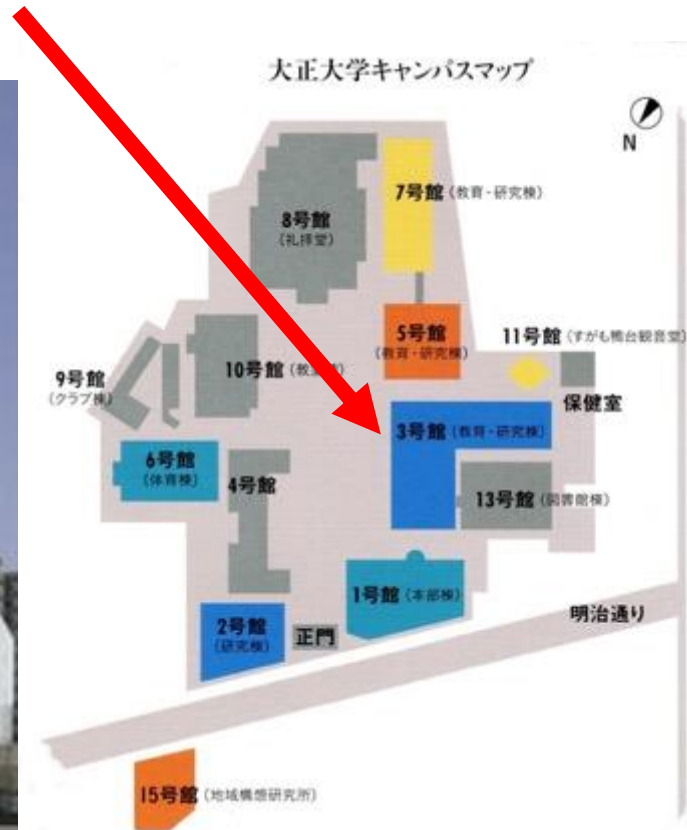 大正大学キャンパスマップ
N
7号館(教育・研究棟)
8号館
(礼拝堂)
5号館
(教育・研究棟)
11号館(すがも鴨台観音堂)
9号館
(クラブ棟)
10号館
保健室
3号館(教育・研究棟)
6号館
(体育棟)
4号館
13号館(図書館棟)
1号館(本部棟)
明治通り
2号館
(研究棟)
正門
15号館(地域構想研究所)